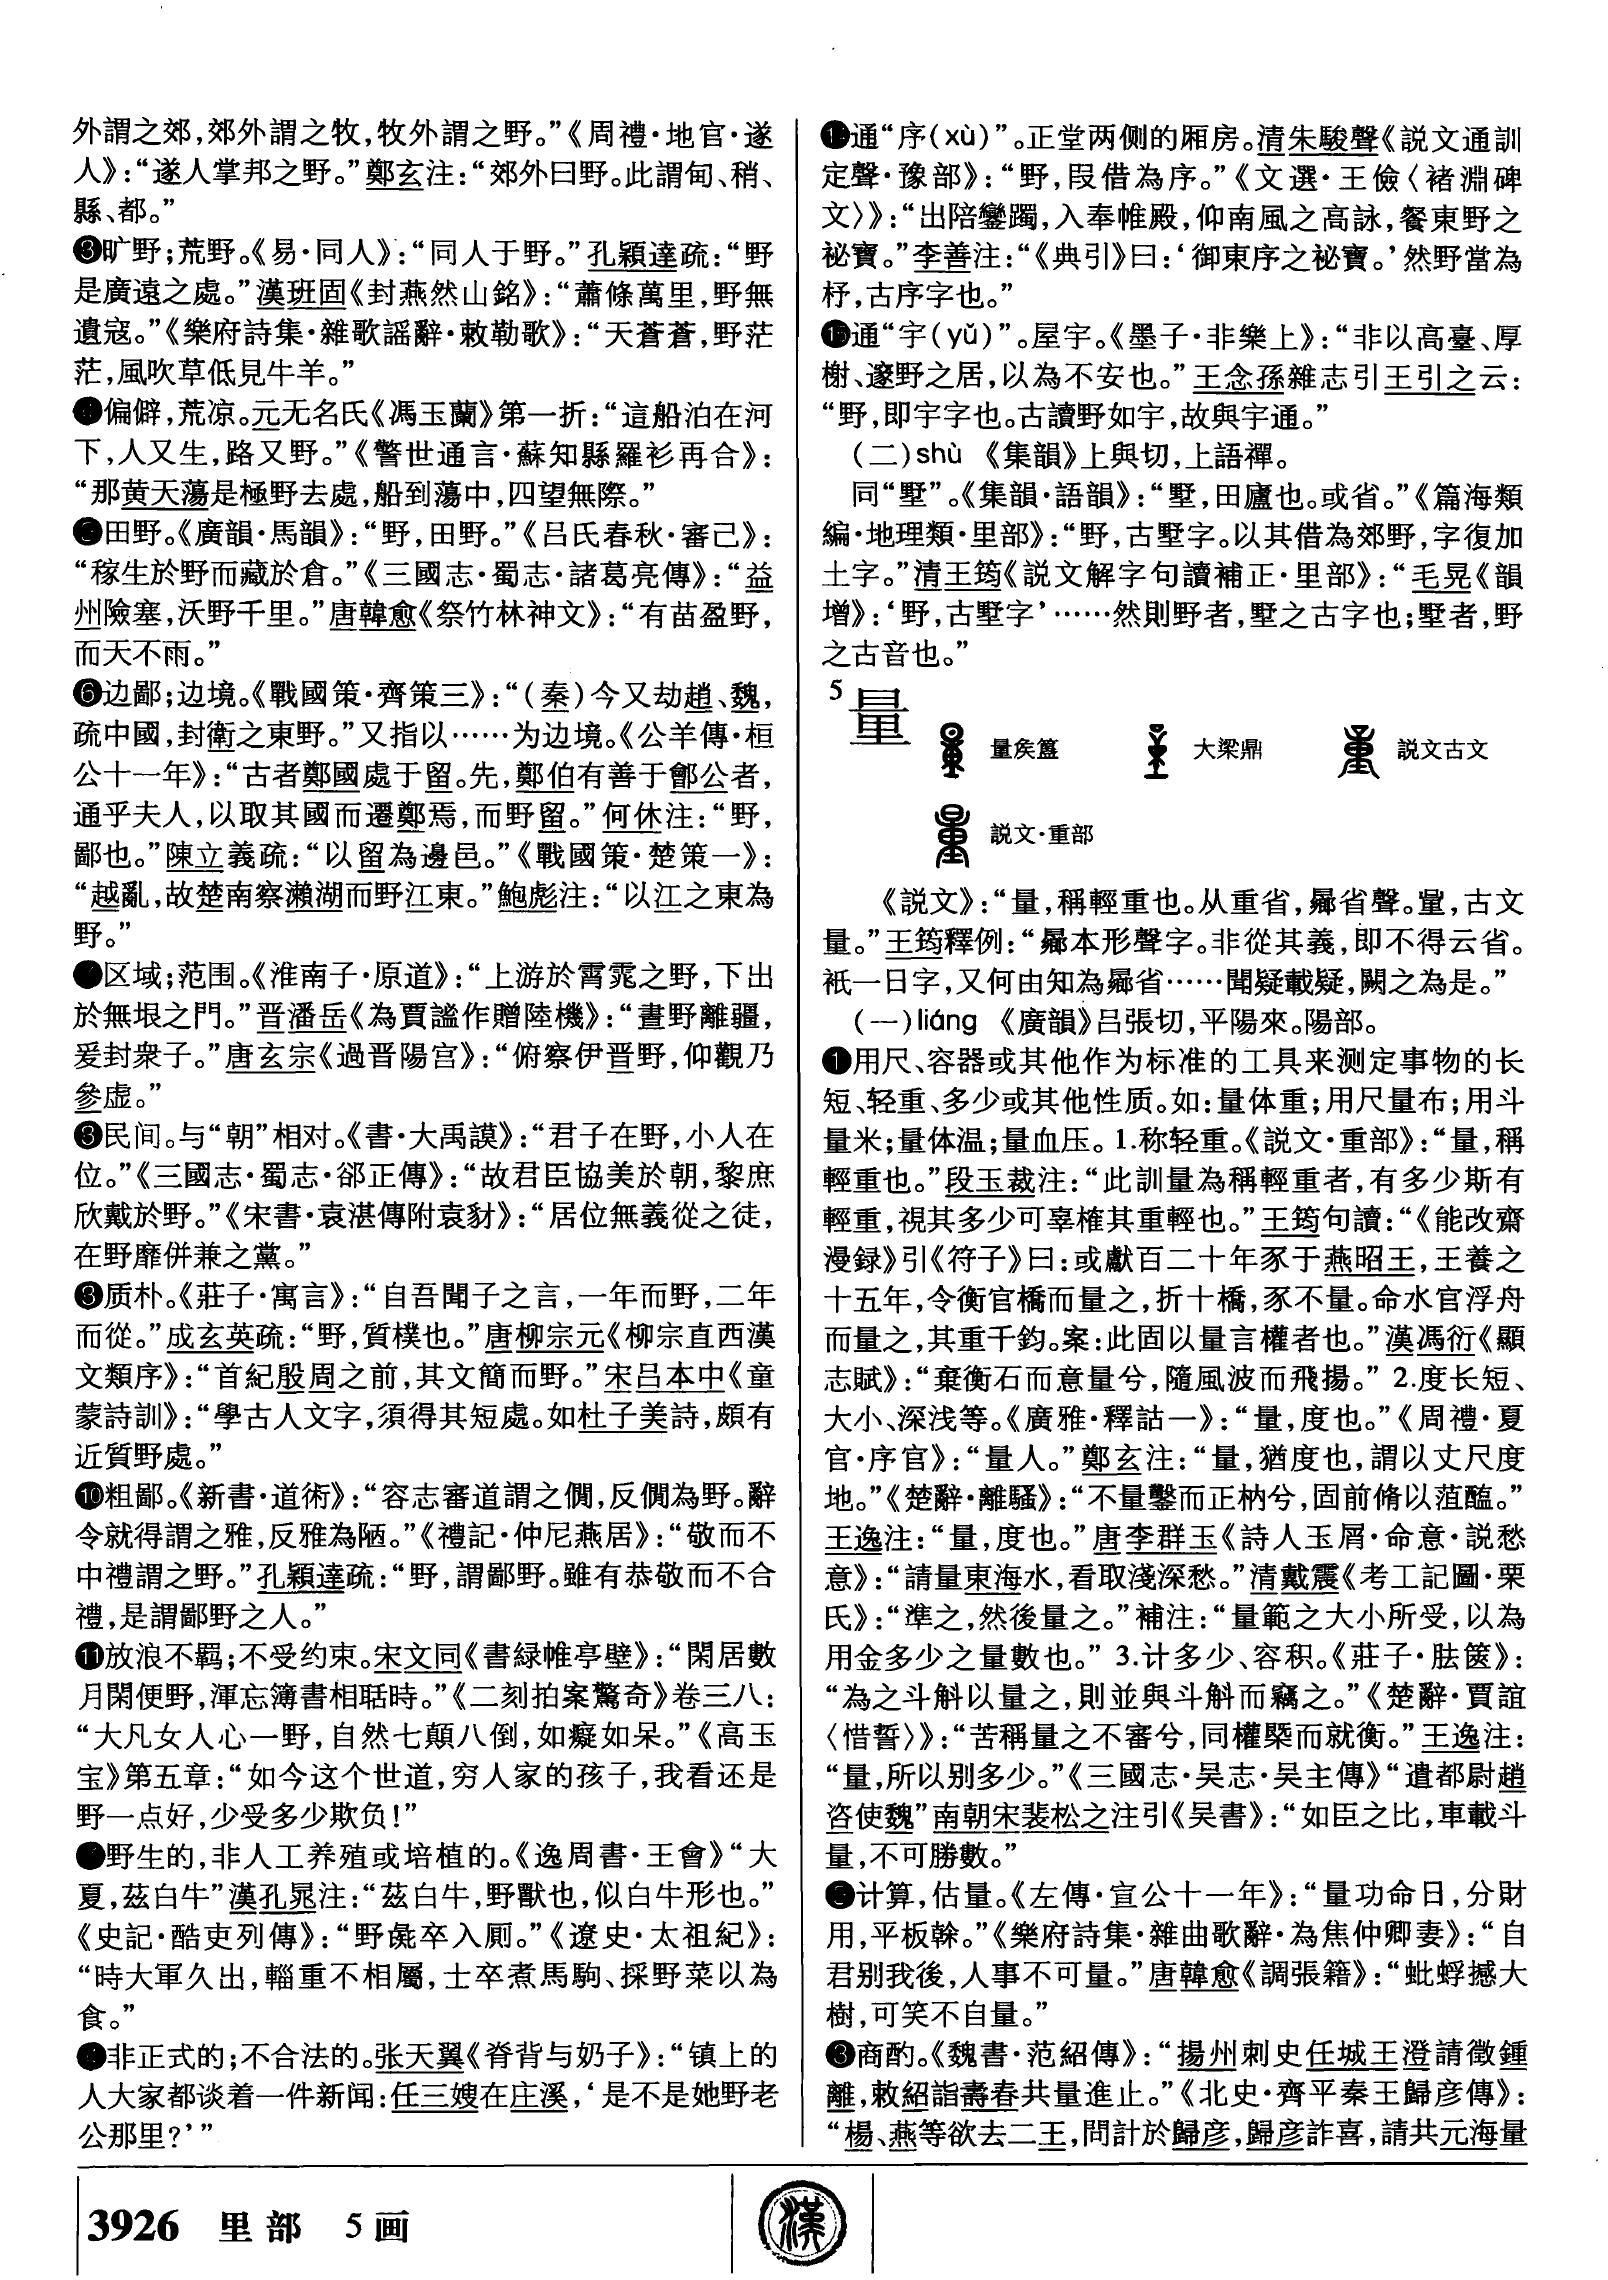 外謂之郊，郊外謂之牧，牧外謂之野。”《周禮·地官·遂
人》：“遂人掌邦之野。”鄭玄注：“郊外曰野。此謂甸、稍、
縣、都。”
❸旷野；荒野。《易·同人》：“同人于野。”孔穎達疏：“野
是廣遠之處。”漢班固《封燕然山銘》：“蕭條萬里，野無
遺寇。”《樂府詩集·雜歌謡辭·敕勒歌》：“天蒼蒼，野茫
茫，風吹草低見牛羊。”
❹偏僻，荒凉。元无名氏《馮玉蘭》第一折：“這船泊在河
下，人又生，路又野。”《警世通言·蘇知縣羅衫再合》：
“那黄天蕩是極野去處，船到蕩中，四望無際。”
❺田野。《廣韻·馬韻》：“野，田野。”《吕氏春秋·審己》：
“稼生於野而藏於倉。”《三國志·蜀志·諸葛亮傳》：“益
州險塞，沃野千里。”唐韓愈《祭竹林神文》：“有苗盈野，
而天不雨。”
❻边鄙；边境。《戰國策·齊策三》：“（秦）今又劫趙、魏，
疏中國，封衛之東野。”又指以……为边境。《公羊傳·桓
公十一年》：“古者鄭國處于留。先，鄭伯有善于鄶公者，
通乎夫人，以取其國而遷鄭焉，而野留。”何休注：“野，
鄙也。”陳立義疏：“以留為邊邑。”《戰國策·楚策一》：
“越亂，故楚南察瀨湖而野江東。”鮑彪注：“以江之東為
野。”
❼区域；范围。《淮南子·原道》：“上游於霄雿之野，下出
於無垠之門。”晋潘岳《為賈謐作贈陸機》：“晝野離疆，
爰封衆子。”唐玄宗《過晋陽宫》：“俯察伊晋野，仰觀乃
參虚。”
❽民间。与“朝”相对。《書·大禹謨》：“君子在野，小人在
位。”《三國志·蜀志·郤正傳》：“故君臣協美於朝，黎庶
欣戴於野。”《宋書·袁湛傳附袁豺》：“居位無義從之徒，
在野靡併兼之黨。”
❾质朴。《莊子·寓言》：“自吾聞子之言，一年而野，二年
而從。”成玄英疏：“野，質樸也。”唐柳宗元《柳宗直西漢
文類序》：“首紀殷周之前，其文簡而野。”宋吕本中《童
蒙詩訓》：“學古人文字，須得其短處。如杜子美詩，頗有
近質野處。”
❿粗鄙。《新書·道術》：“容志審道謂之僩，反僩為野。辭
令就得謂之雅，反雅為陋。”《禮記·仲尼燕居》：“敬而不
中禮謂之野。”孔穎達疏：“野，謂鄙野。雖有恭敬而不合
禮，是謂鄙野之人。”
⓫放浪不羁；不受约束。宋文同《書緑帷亭壁》：“閑居數
月閑便野，渾忘簿書相聒時。”《二刻拍案驚奇》卷三八：
“大凡女人心一野，自然七顛八倒，如癡如呆。”《高玉
宝》第五章：“如今这个世道，穷人家的孩子，我看还是
野一点好，少受多少欺负！”
⓬野生的，非人工养殖或培植的。《逸周書·王會》“大
夏，茲白牛”漢孔晁注：“茲白牛，野獸也，似白牛形也。”
《史記·酷吏列傳》：“野彘卒入厠。”《遼史·太祖紀》：
“時大軍久出，輜重不相屬，士卒煮馬駒、採野菜以為
食。”
⓭非正式的；不合法的。张天翼《脊背与奶子》：“镇上的
人大家都谈着一件新闻：任三嫂在庄溪，‘是不是她野老
公那里？’”
⓮通“序（xù）”。正堂两侧的厢房。清朱駿聲《説文通訓
定聲·豫部》：“野，叚借為序。”《文選·王儉〈褚淵碑
文〉》：“出陪鑾躅，入奉帷殿，仰南風之高詠，餐東野之
祕寶。”李善注：“《典引》曰：‘御東序之祕寶。’然野當為
杼，古序字也。”
⓯通“宇（yǔ）”。屋宇。《墨子·非樂上》：“非以高臺、厚
榭、邃野之居，以為不安也。”王念孫雜志引王引之云：
“野，即宇字也。古讀野如宇，故與宇通。”
（二）shù 《集韻》上與切，上語禪。
同“墅”。《集韻·語韻》：“墅，田廬也。或省。”《篇海類
編·地理類·里部》：“野，古墅字。以其借為郊野，字復加
土字。”清王筠《説文解字句讀補正·里部》：“毛晃《韻
增》：‘野，古墅字’……然則野者，墅之古字也；墅者，野
之古音也。”
5 量 量矦簋 大梁鼎 説文古文
説文·重部
《説文》：“量，稱輕重也。从重省，曏省聲。𣊤，古文
量。”王筠釋例：“曏本形聲字。非從其義，即不得云省。
衹一日字，又何由知為曏省……聞疑載疑，闕之為是。”
（一）liáng 《廣韻》吕張切，平陽來。陽部。
❶用尺、容器或其他作为标准的工具来测定事物的长
短、轻重、多少或其他性质。如：量体重；用尺量布；用斗
量米；量体温；量血压。1.称轻重。《説文·重部》：“量，稱
輕重也。”段玉裁注：“此訓量為稱輕重者，有多少斯有
輕重，視其多少可辜榷其重輕也。”王筠句讀：“《能改齋
漫録》引《符子》曰：或獻百二十年豕于燕昭王，王養之
十五年，令衡官橋而量之，折十橋，豕不量。命水官浮舟
而量之，其重千鈞。案：此固以量言權者也。”漢馮衍《顯
志賦》：“棄衡石而意量兮，隨風波而飛揚。”2.度长短、
大小、深浅等。《廣雅·釋詁一》：“量，度也。”《周禮·夏
官·序官》：“量人。”鄭玄注：“量，猶度也，謂以丈尺度
地。”《楚辭·離騷》：“不量鑿而正枘兮，固前脩以菹醢。”
王逸注：“量，度也。”唐李群玉《詩人玉屑·命意·説愁
意》：“請量東海水，看取淺深愁。”清戴震《考工記圖·栗
氏》：“準之，然後量之。”補注：“量範之大小所受，以為
用金多少之量數也。”3.计多少、容积。《莊子·胠篋》：
“為之斗斛以量之，則並與斗斛而竊之。”《楚辭·賈誼
〈惜誓〉》：“苦稱量之不審兮，同權槩而就衡。”王逸注：
“量，所以别多少。”《三國志·吴志·吴主傳》“遣都尉趙
咨使魏”南朝宋裴松之注引《吴書》：“如臣之比，車載斗
量，不可勝數。”
❷计算，估量。《左傳·宣公十一年》：“量功命日，分財
用，平板榦。”《樂府詩集·雜曲歌辭·為焦仲卿妻》：“自
君别我後，人事不可量。”唐韓愈《調張籍》：“蚍蜉撼大
樹，可笑不自量。”
❸商酌。《魏書·范紹傳》：“揚州刺史任城王澄請徵鍾
離，敕紹詣壽春共量進止。”《北史·齊平秦王歸彦傳》：
“楊、燕等欲去二王，問計於歸彦，歸彦詐喜，請共元海量
3926 里部 5画
漢